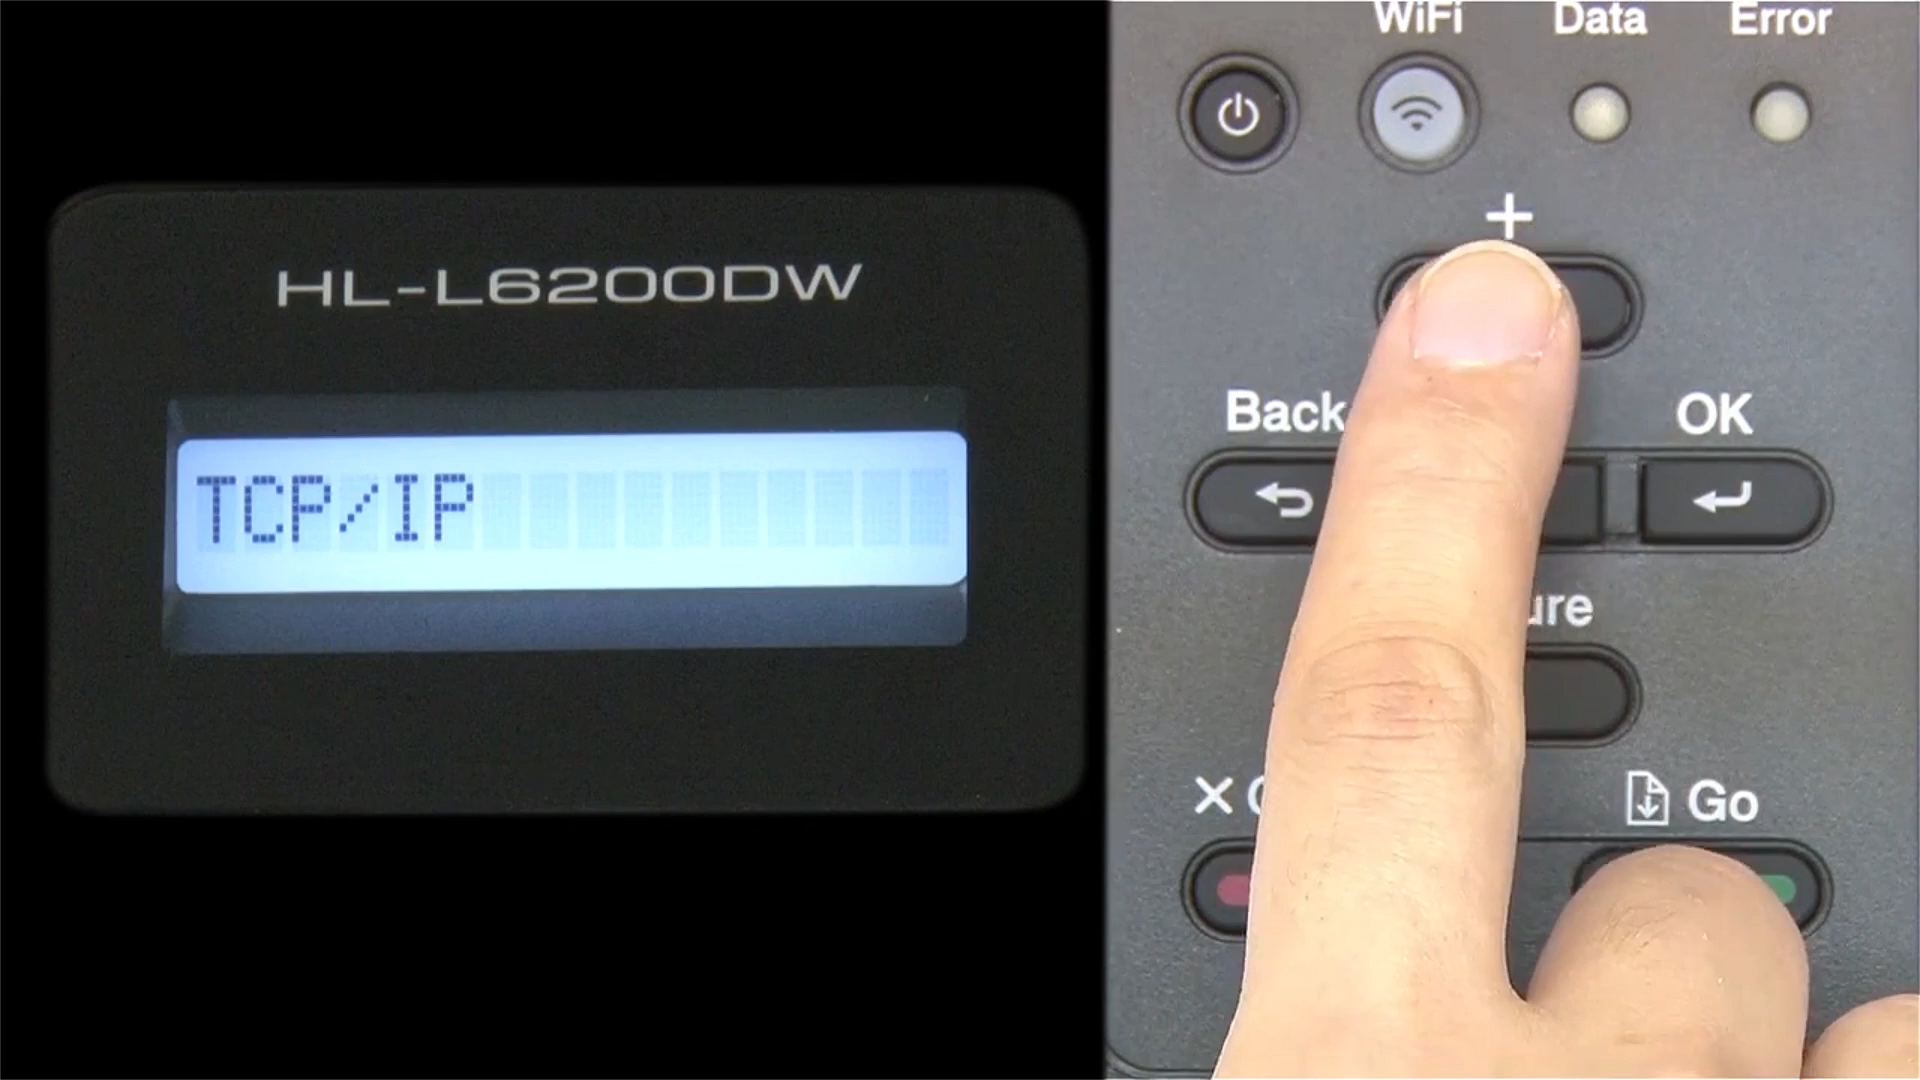 HL-L6200DW
TCP/IP
WiFi Data Error
+
Back OK
Go